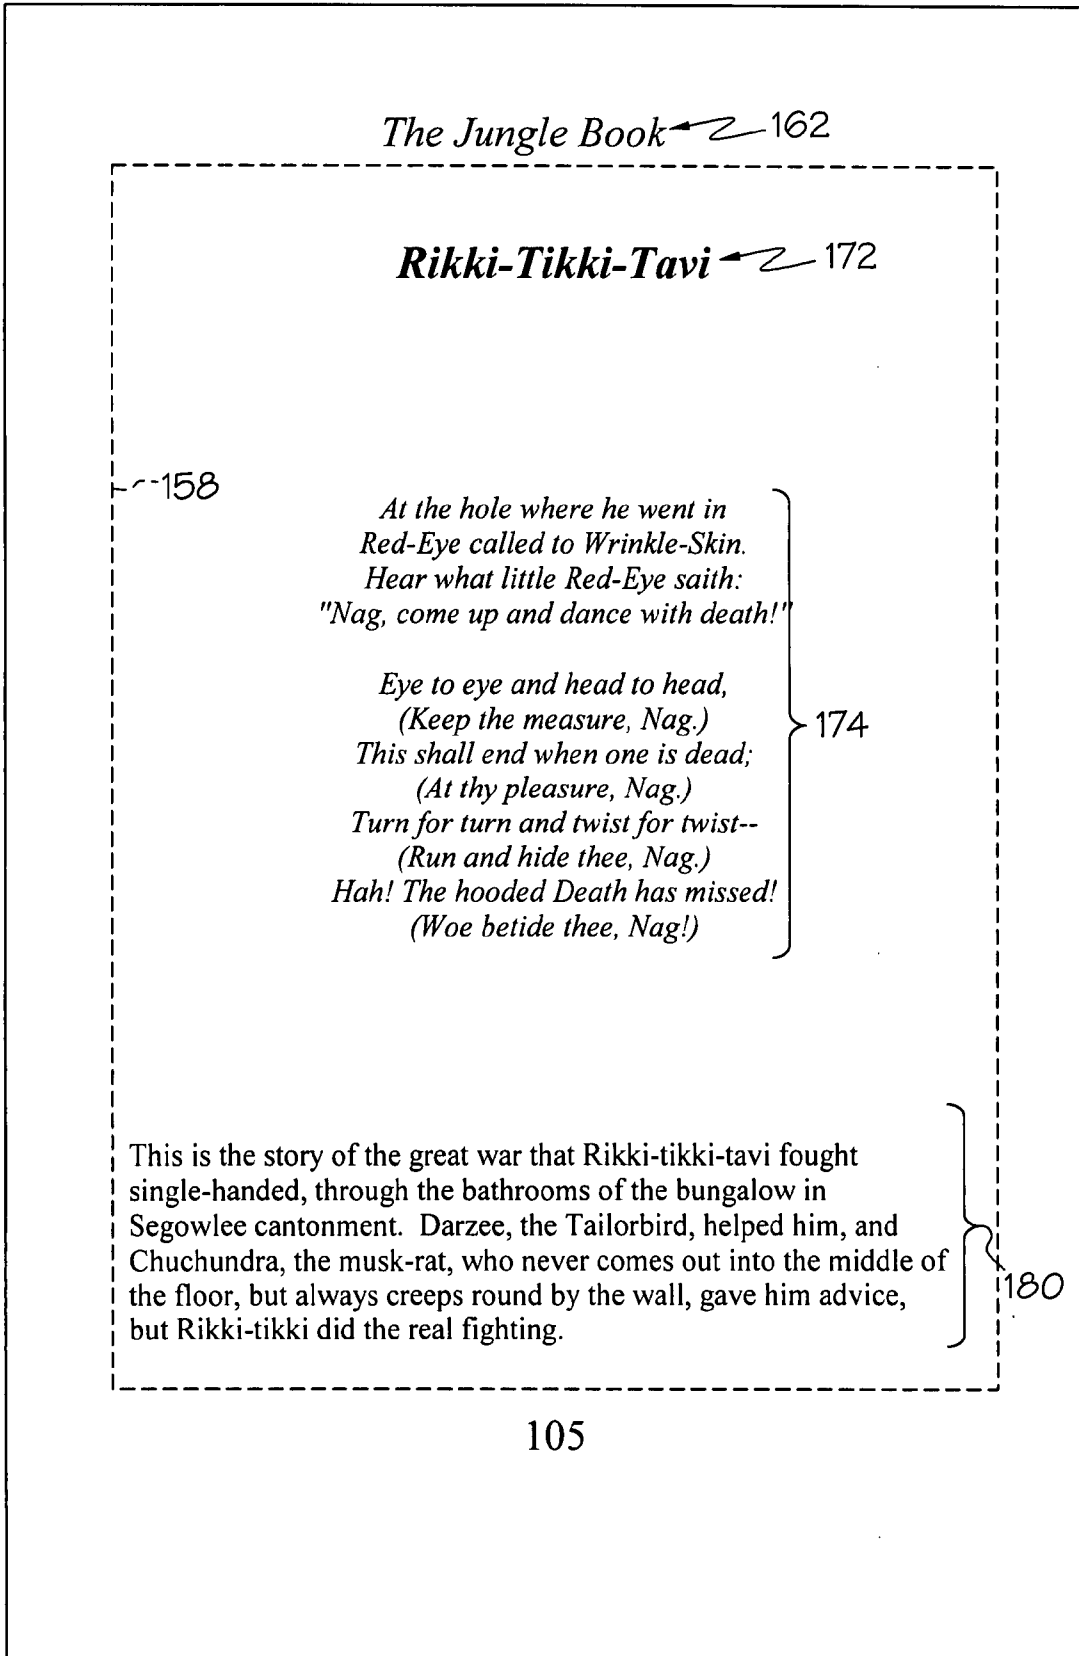 The Jungle Book 162
Rikki-Tikki-Tavi 172
158
At the hole where he went in
Red-Eye called to Wrinkle-Skin.
Hear what little Red-Eye saith:
"Nag, come up and dance with death!"
Eye to eye and head to head,
(Keep the measure, Nag.)
174
This shall end when one is dead;
(At thy pleasure, Nag.)
Turn for turn and twist for twist--
(Run and hide thee, Nag.)
Hah! The hooded Death has missed!
(Woe betide thee, Nag!)
This is the story of the great war that Rikki-tikki-tavi fought
single-handed, through the bathrooms of the bungalow in
Segowlee cantonment.  Darzee, the Tailorbird, helped him, and
Chuchundra, the musk-rat, who never comes out into the middle of
the floor, but always creeps round by the wall, gave him advice,
180
but Rikki-tikki did the real fighting.
105